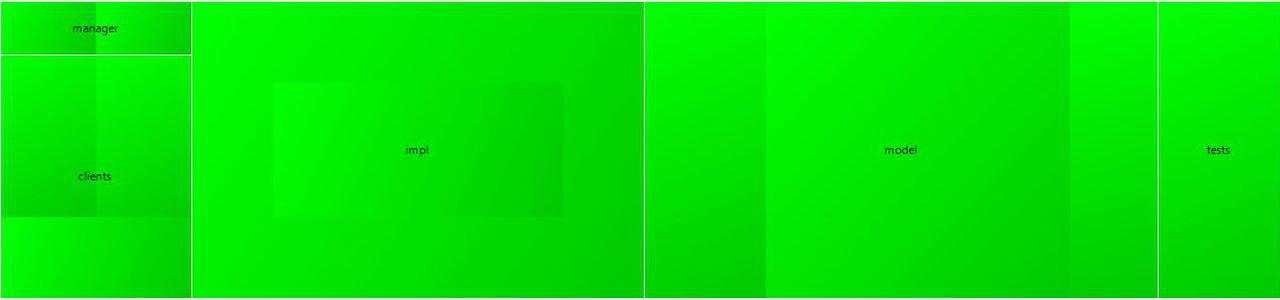 manager
clients
impl
model
tests